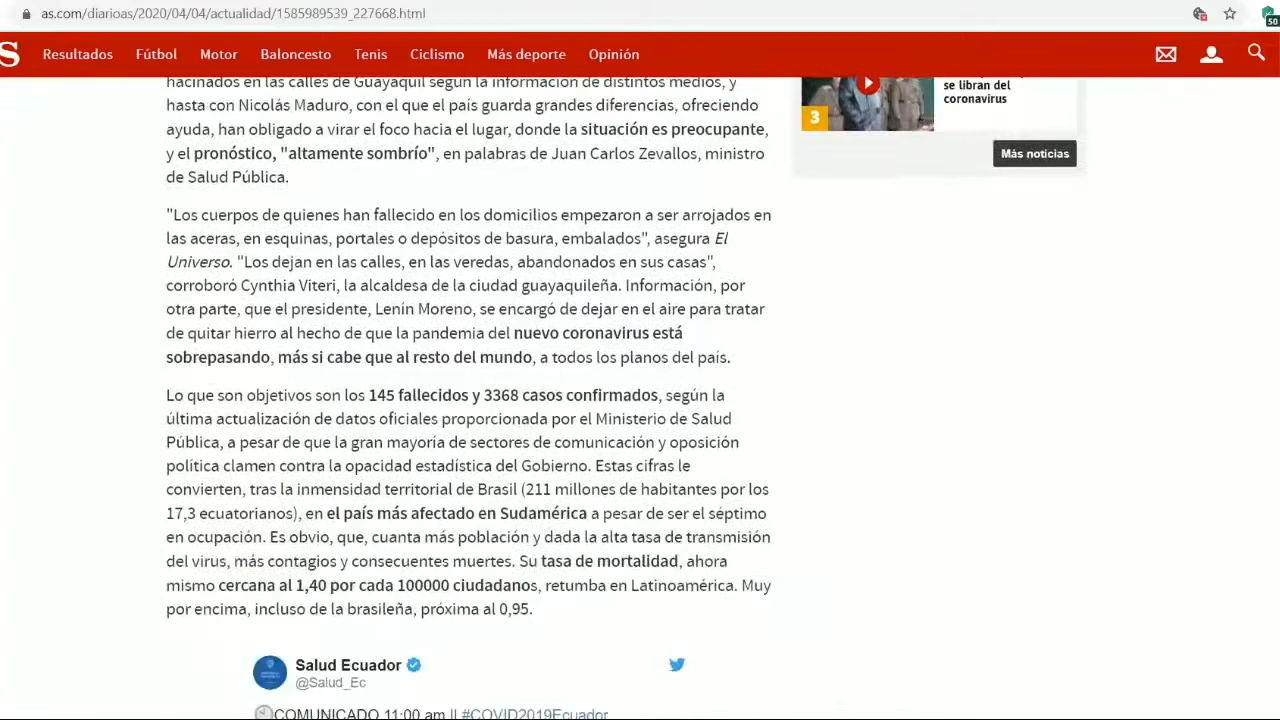 as.com/diarioas/2020/04/04/actualidad/1585989539_227668.html
50
S Resultados Fútbol Motor Baloncesto Tenis Ciclismo Más deporte Opinión
hacinados en las calles de Guayaquil según la información de distintos medios, y
hasta con Nicolás Maduro, con el que el país guarda grandes diferencias, ofreciendo
ayuda, han obligado a virar el foco hacia el lugar, donde la situación es preocupante,
y el pronóstico, "altamente sombrío", en palabras de Juan Carlos Zevallos, ministro
de Salud Pública.
"Los cuerpos de quienes han fallecido en los domicilios empezaron a ser arrojados en
las aceras, en esquinas, portales o depósitos de basura, embalados", asegura El
Universo. "Los dejan en las calles, en las veredas, abandonados en sus casas",
corroboró Cynthia Viteri, la alcaldesa de la ciudad guayaquileña. Información, por
otra parte, que el presidente, Lenín Moreno, se encargó de dejar en el aire para tratar
de quitar hierro al hecho de que la pandemia del nuevo coronavirus está
sobrepasando, más si cabe que al resto del mundo, a todos los planos del país.
Lo que son objetivos son los 145 fallecidos y 3368 casos confirmados, según la
última actualización de datos oficiales proporcionada por el Ministerio de Salud
Pública, a pesar de que la gran mayoría de sectores de comunicación y oposición
política clamen contra la opacidad estadística del Gobierno. Estas cifras le
convierten, tras la inmensidad territorial de Brasil (211 millones de habitantes por los
17,3 ecuatorianos), en el país más afectado en Sudamérica a pesar de ser el séptimo
en ocupación. Es obvio, que, cuanta más población y dada la alta tasa de transmisión
del virus, más contagios y consecuentes muertes. Su tasa de mortalidad, ahora
mismo cercana al 1,40 por cada 100000 ciudadanos, retumba en Latinoamérica. Muy
por encima, incluso de la brasileña, próxima al 0,95.
Salud Ecuador
@Salud_Ec
COMUNICADO 11:00 am || #COVID2019Ecuador
se libran del
coronavirus
3
Más noticias